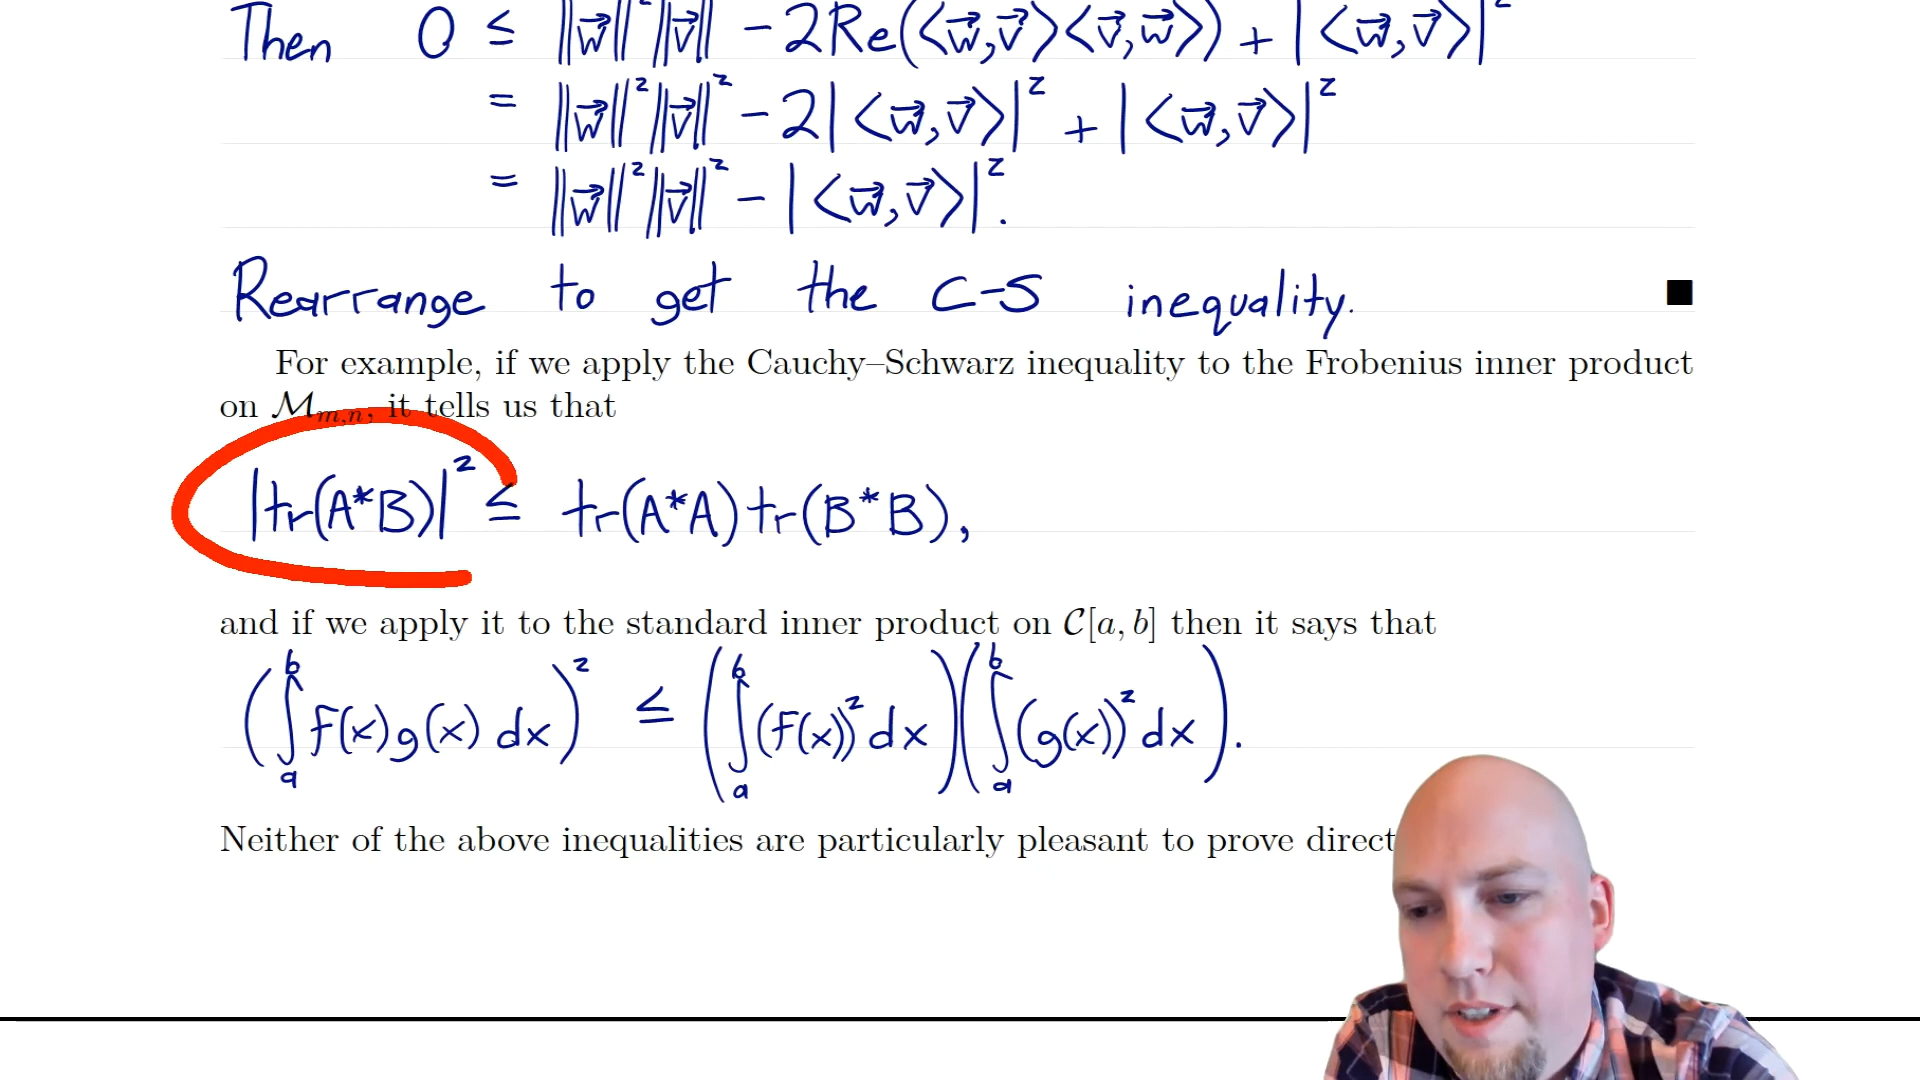 Then 0 ≤ ||w⃗||²||v⃗|| - 2Re(⟨w⃗,v⃗⟩⟨v⃗,w⃗⟩) + |⟨w⃗,v⃗⟩|²
= ||w⃗||²||v⃗||² - 2|⟨w⃗,v⃗⟩|² + |⟨w⃗,v⃗⟩|²
= ||w⃗||²||v⃗||² - |⟨w⃗,v⃗⟩|².
Rearrange to get the C-S inequality. ■
For example, if we apply the Cauchy–Schwarz inequality to the Frobenius inner product
on ℳm,n, it tells us that
|tr(A*B)|² ≤ tr(A*A)tr(B*B),
and if we apply it to the standard inner product on 𝒞[a, b] then it says that
(∫ₐᵇ f(x)g(x) dx)² ≤ (∫ₐᵇ (f(x))² dx)(∫ₐᵇ (g(x))² dx).
Neither of the above inequalities are particularly pleasant to prove direct